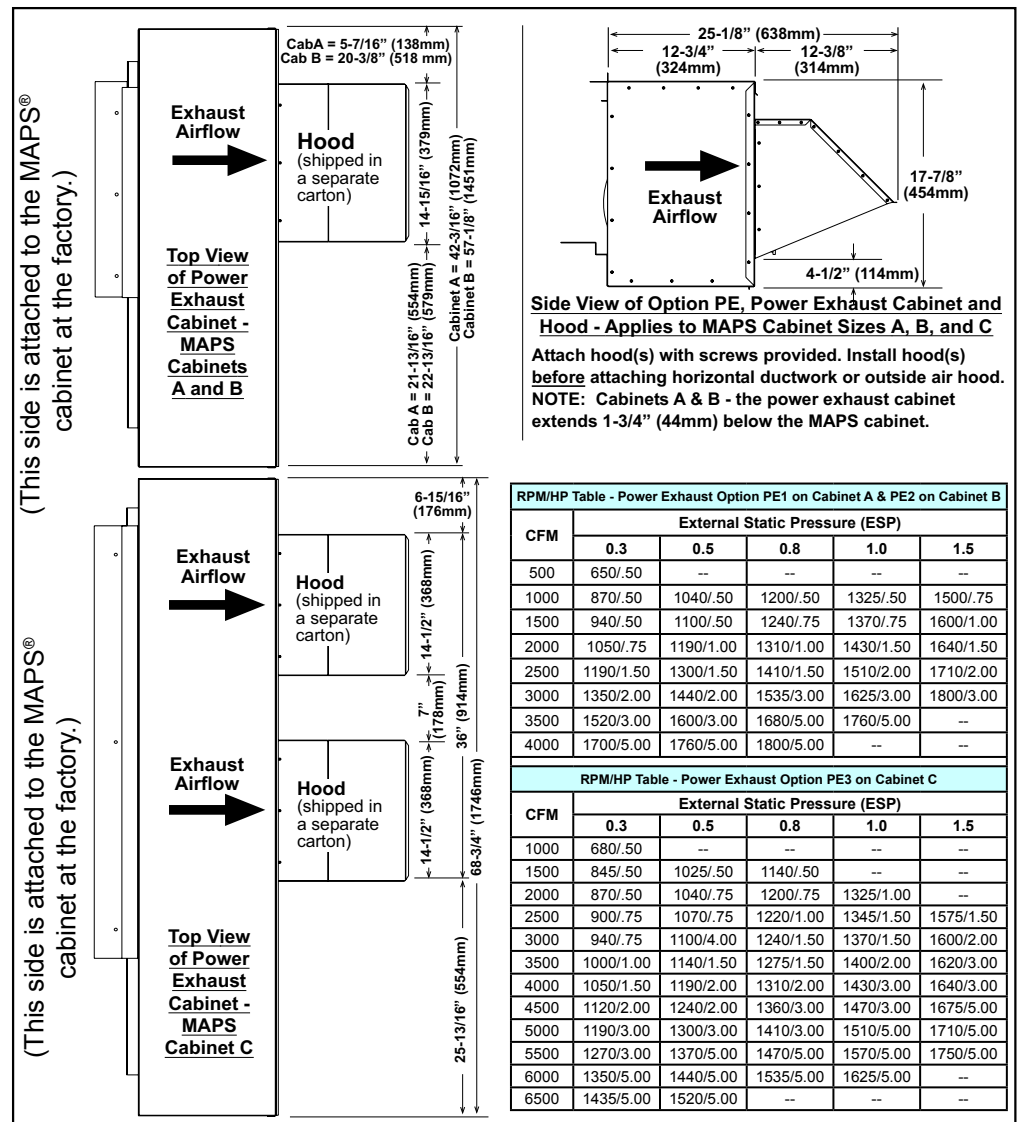 (This side is attached to the MAPS®
cabinet at the factory.)
CabA = 5-7/16” (138mm)
Cab B = 20-3/8” (518 mm)
Exhaust
Airflow
Hood
(shipped in
a separate
carton)
Top View
of Power
Exhaust
Cabinet -
MAPS
Cabinets
A and B
14-15/16” (379mm)
Cab A = 21-13/16” (554mm)
Cab B = 22-13/16” (579mm)
Cabinet A = 42-3/16” (1072mm)
Cabinet B = 57-1/8” (1451mm)
25-1/8” (638mm)
12-3/4”
(324mm)
12-3/8”
(314mm)
Exhaust
Airflow
17-7/8”
(454mm)
4-1/2” (114mm)
Side View of Option PE, Power Exhaust Cabinet and
Hood - Applies to MAPS Cabinet Sizes A, B, and C
Attach hood(s) with screws provided. Install hood(s)
before attaching horizontal ductwork or outside air hood.
NOTE: Cabinets A & B - the power exhaust cabinet
extends 1-3/4” (44mm) below the MAPS cabinet.
(This side is attached to the MAPS®
cabinet at the factory.)
6-15/16”
(176mm)
Exhaust
Airflow
Hood
(shipped in
a separate
carton)
14-1/2” (368mm)
7”
(178mm)
36” (914mm)
68-3/4” (1746mm)
Exhaust
Airflow
Hood
(shipped in
a separate
carton)
14-1/2” (368mm)
25-13/16” (554mm)
Top View
of Power
Exhaust
Cabinet -
MAPS
Cabinet C
RPM/HP Table - Power Exhaust Option PE1 on Cabinet A & PE2 on Cabinet B
CFM External Static Pressure (ESP)
0.3 0.5 0.8 1.0 1.5
500 650/.50 -- -- -- --
1000 870/.50 1040/.50 1200/.50 1325/.50 1500/.75
1500 940/.50 1100/.50 1240/.75 1370/.75 1600/1.00
2000 1050/.75 1190/1.00 1310/1.00 1430/1.50 1640/1.50
2500 1190/1.50 1300/1.50 1410/1.50 1510/2.00 1710/2.00
3000 1350/2.00 1440/2.00 1535/3.00 1625/3.00 1800/3.00
3500 1520/3.00 1600/3.00 1680/5.00 1760/5.00 --
4000 1700/5.00 1760/5.00 1800/5.00 -- --
RPM/HP Table - Power Exhaust Option PE3 on Cabinet C
CFM External Static Pressure (ESP)
0.3 0.5 0.8 1.0 1.5
1000 680/.50 -- -- -- --
1500 845/.50 1025/.50 1140/.50 -- --
2000 870/.50 1040/.75 1200/.75 1325/1.00 --
2500 900/.75 1070/.75 1220/1.00 1345/1.50 1575/1.50
3000 940/.75 1100/4.00 1240/1.50 1370/1.50 1600/2.00
3500 1000/1.00 1140/1.50 1275/1.50 1400/2.00 1620/3.00
4000 1050/1.50 1190/2.00 1310/2.00 1430/3.00 1640/3.00
4500 1120/2.00 1240/2.00 1360/3.00 1470/3.00 1675/5.00
5000 1190/3.00 1300/3.00 1410/3.00 1510/5.00 1710/5.00
5500 1270/3.00 1370/5.00 1470/5.00 1570/5.00 1750/5.00
6000 1350/5.00 1440/5.00 1535/5.00 1625/5.00 --
6500 1435/5.00 1520/5.00 -- -- --